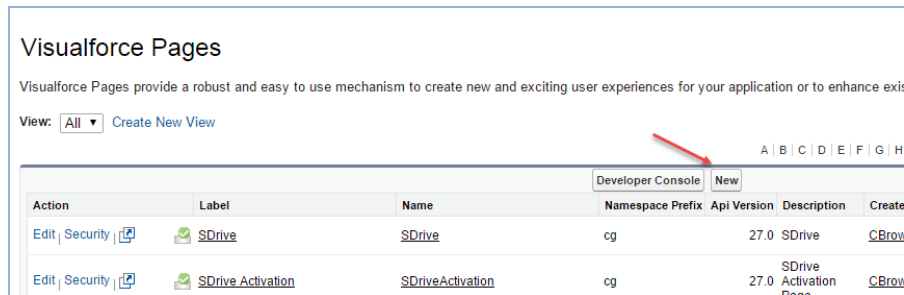 Visualforce Pages
Visualforce Pages provide a robust and easy to use mechanism to create new and exciting user experiences for your application or to enhance exis
View: All ▼ Create New View
A | B | C | D | E | F | G | H
Developer Console New
Action Label Name Namespace Prefix Api Version Description Create
Edit | Security | SDrive SDrive cg 27.0 SDrive CBrow
SDrive
Edit | Security | SDrive Activation SDriveActivation cg 27.0 Activation CBrow
Page